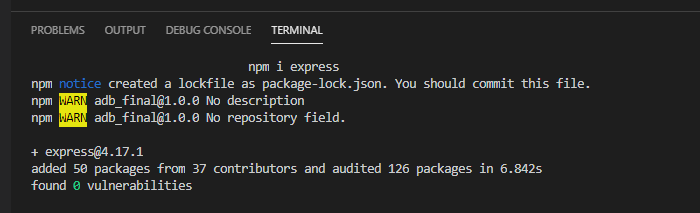 PROBLEMS OUTPUT DEBUG CONSOLE TERMINAL
npm i express
npm notice created a lockfile as package-lock.json. You should commit this file.
npm WARN adb_final@1.0.0 No description
npm WARN adb_final@1.0.0 No repository field.
+ express@4.17.1
added 50 packages from 37 contributors and audited 126 packages in 6.842s
found 0 vulnerabilities